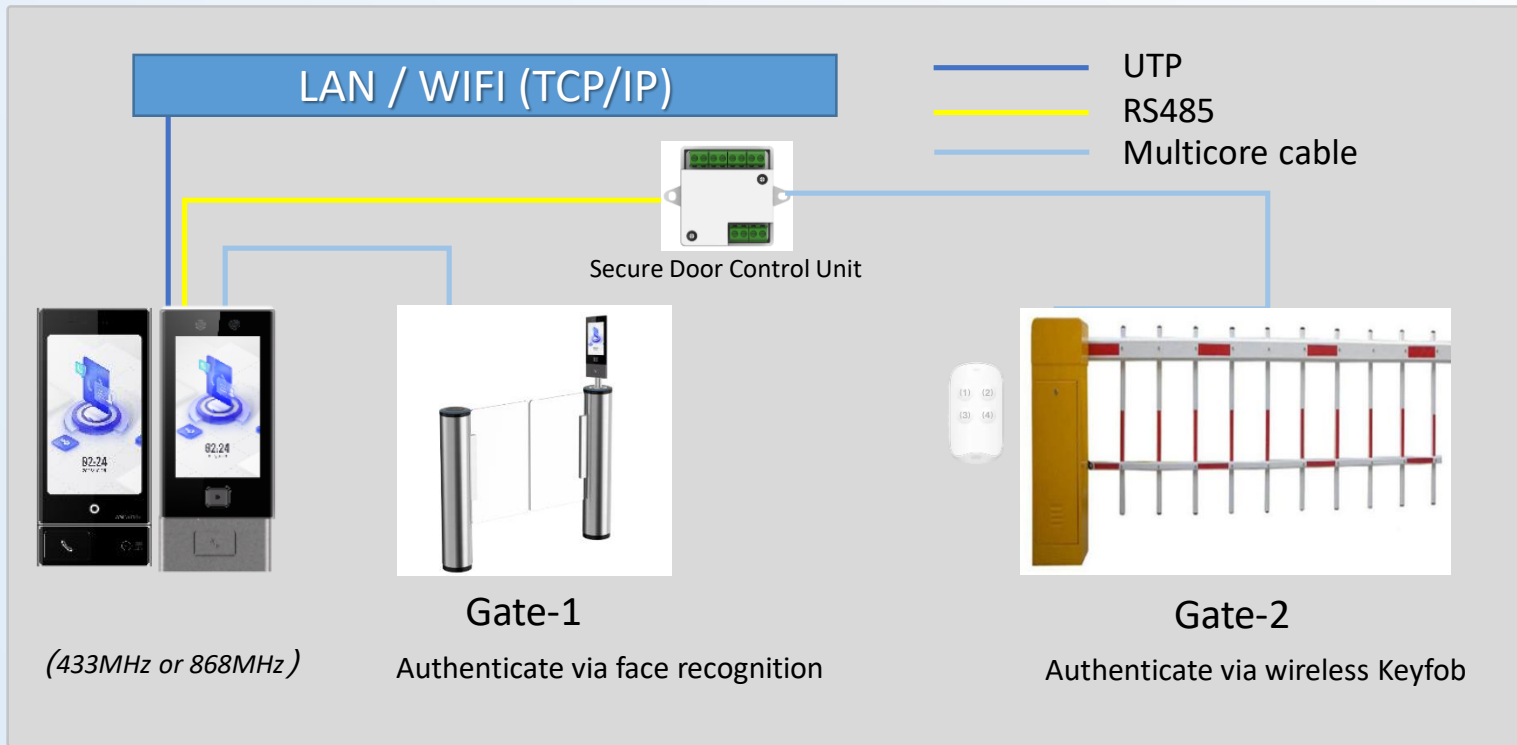 LAN / WIFI (TCP/IP)
UTP
RS485
Multicore cable
Secure Door Control Unit
02:24
02:24
(1) (2)
(3) (4)
Gate-1
Gate-2
(433MHz or 868MHz)
Authenticate via face recognition
Authenticate via wireless Keyfob